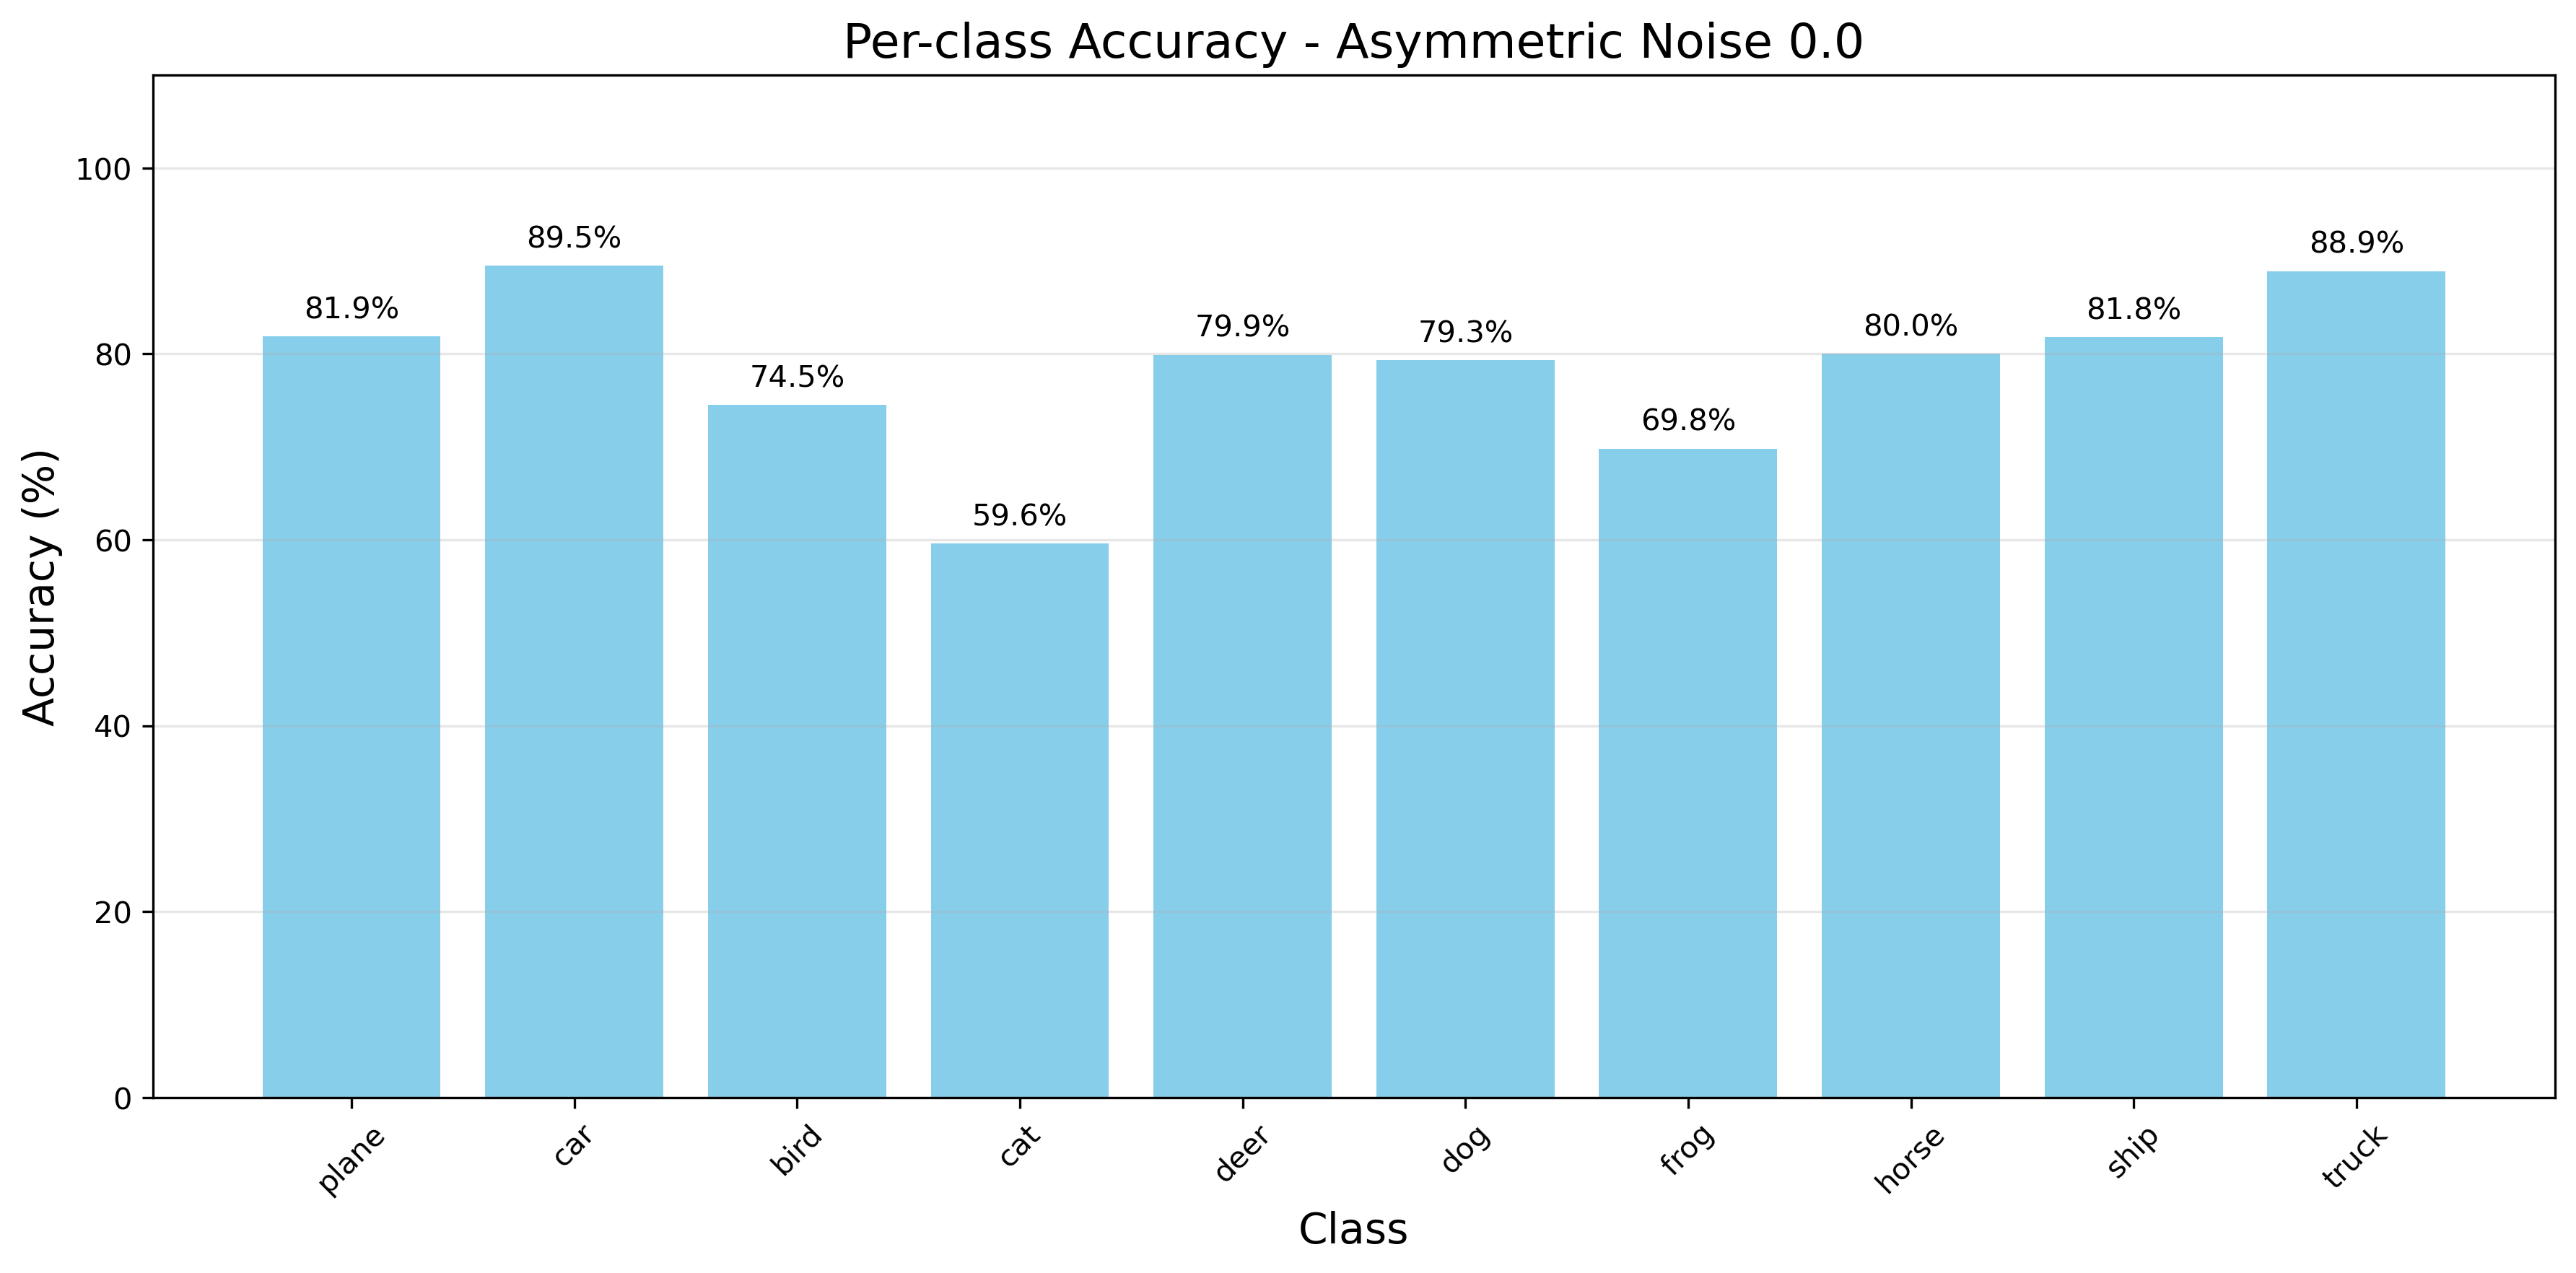 Per-class Accuracy - Asymmetric Noise 0.0
Accuracy (%)
100
80
60
40
20
0
81.9%
89.5%
74.5%
59.6%
79.9%
79.3%
69.8%
80.0%
81.8%
88.9%
plane
car
bird
cat
deer
dog
frog
horse
ship
truck
Class